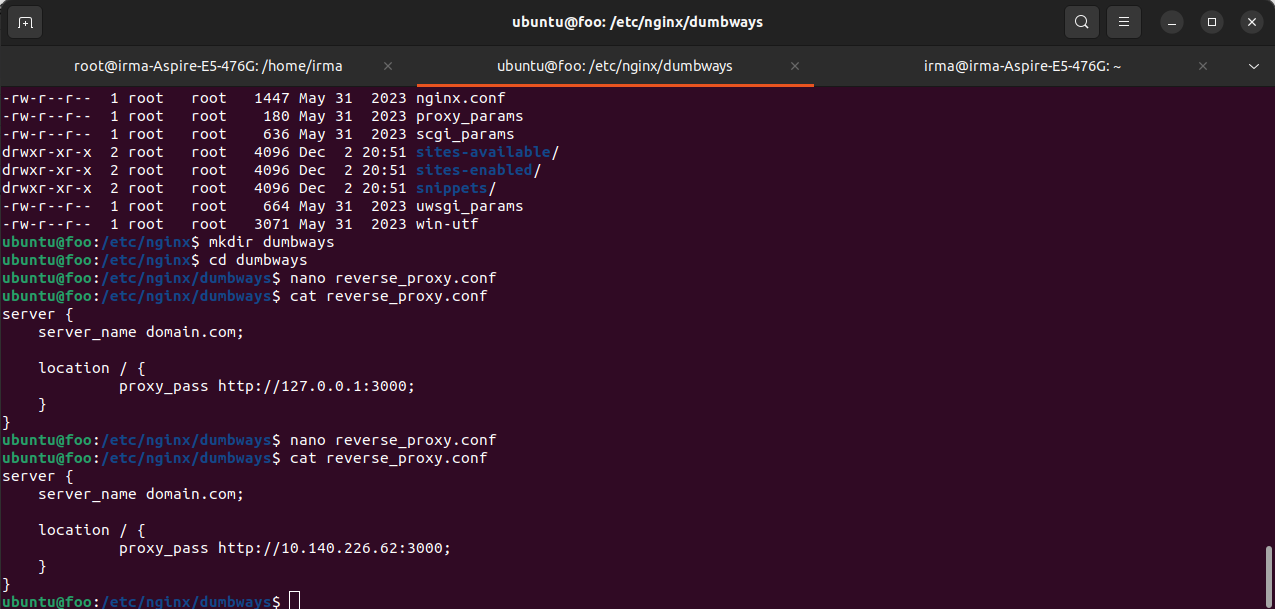 ubuntu@foo: /etc/nginx/dumbways
root@irma-Aspire-E5-476G: /home/irma
ubuntu@foo: /etc/nginx/dumbways
irma@irma-Aspire-E5-476G: ~
-rw-r--r--  1 root   root   1447 May 31  2023 nginx.conf
-rw-r--r--  1 root   root    180 May 31  2023 proxy_params
-rw-r--r--  1 root   root    636 May 31  2023 scgi_params
drwxr-xr-x  2 root   root   4096 Dec  2 20:51 sites-available/
drwxr-xr-x  2 root   root   4096 Dec  2 20:51 sites-enabled/
drwxr-xr-x  2 root   root   4096 Dec  2 20:51 snippets/
-rw-r--r--  1 root   root    664 May 31  2023 uwsgi_params
-rw-r--r--  1 root   root   3071 May 31  2023 win-utf
ubuntu@foo:/etc/nginx$ mkdir dumbways
ubuntu@foo:/etc/nginx$ cd dumbways
ubuntu@foo:/etc/nginx/dumbways$ nano reverse_proxy.conf
ubuntu@foo:/etc/nginx/dumbways$ cat reverse_proxy.conf
server {
    server_name domain.com;
    location / {
             proxy_pass http://127.0.0.1:3000;
    }
}
ubuntu@foo:/etc/nginx/dumbways$ nano reverse_proxy.conf
ubuntu@foo:/etc/nginx/dumbways$ cat reverse_proxy.conf
server {
    server_name domain.com;
    location / {
             proxy_pass http://10.140.226.62:3000;
    }
}
ubuntu@foo:/etc/nginx/dumbways$